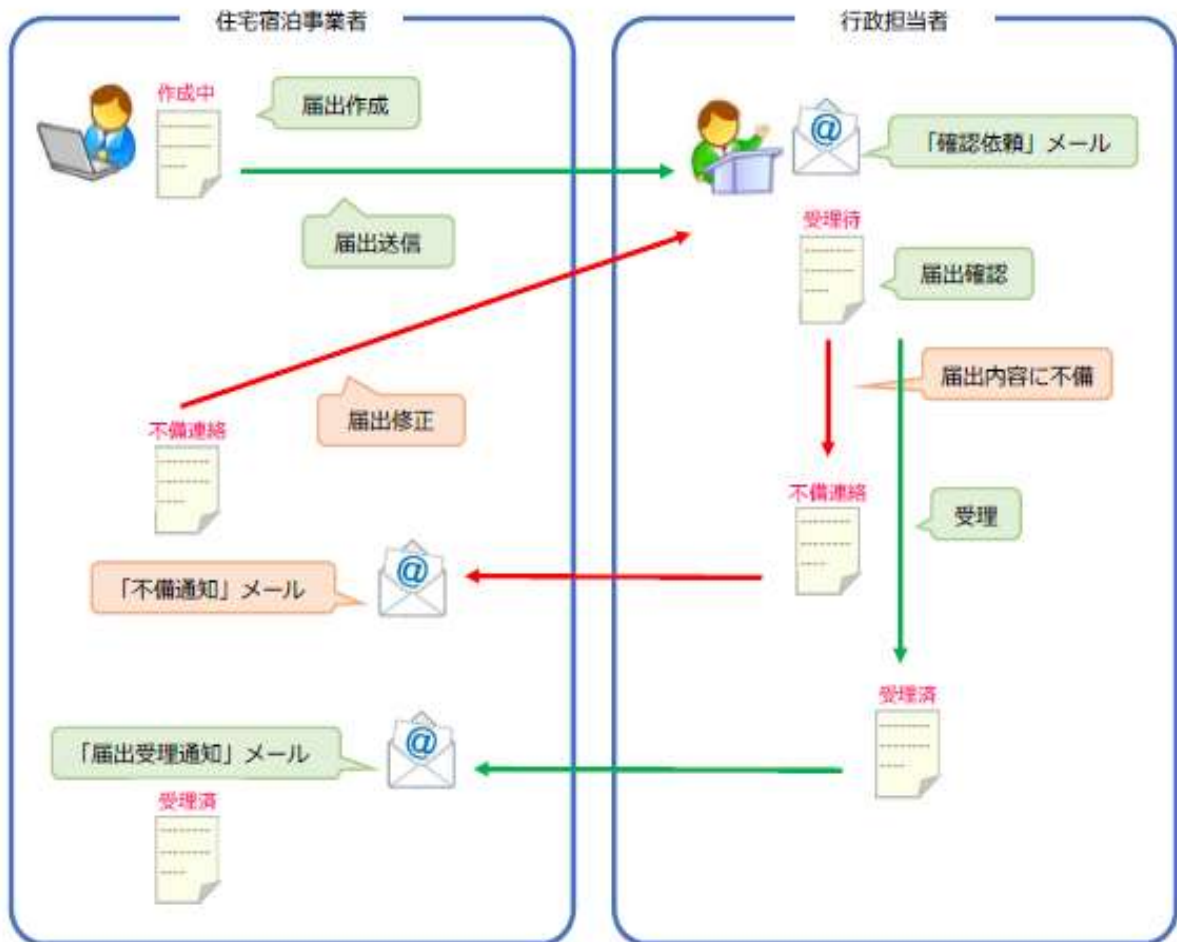 住宅宿泊事業者
行政担当者
作成中
届出作成
「確認依頼」メール
届出送信
受理待
届出確認
届出内容に不備
届出修正
不備連絡
不備連絡
受理
「不備通知」メール
受理済
「届出受理通知」メール
受理済